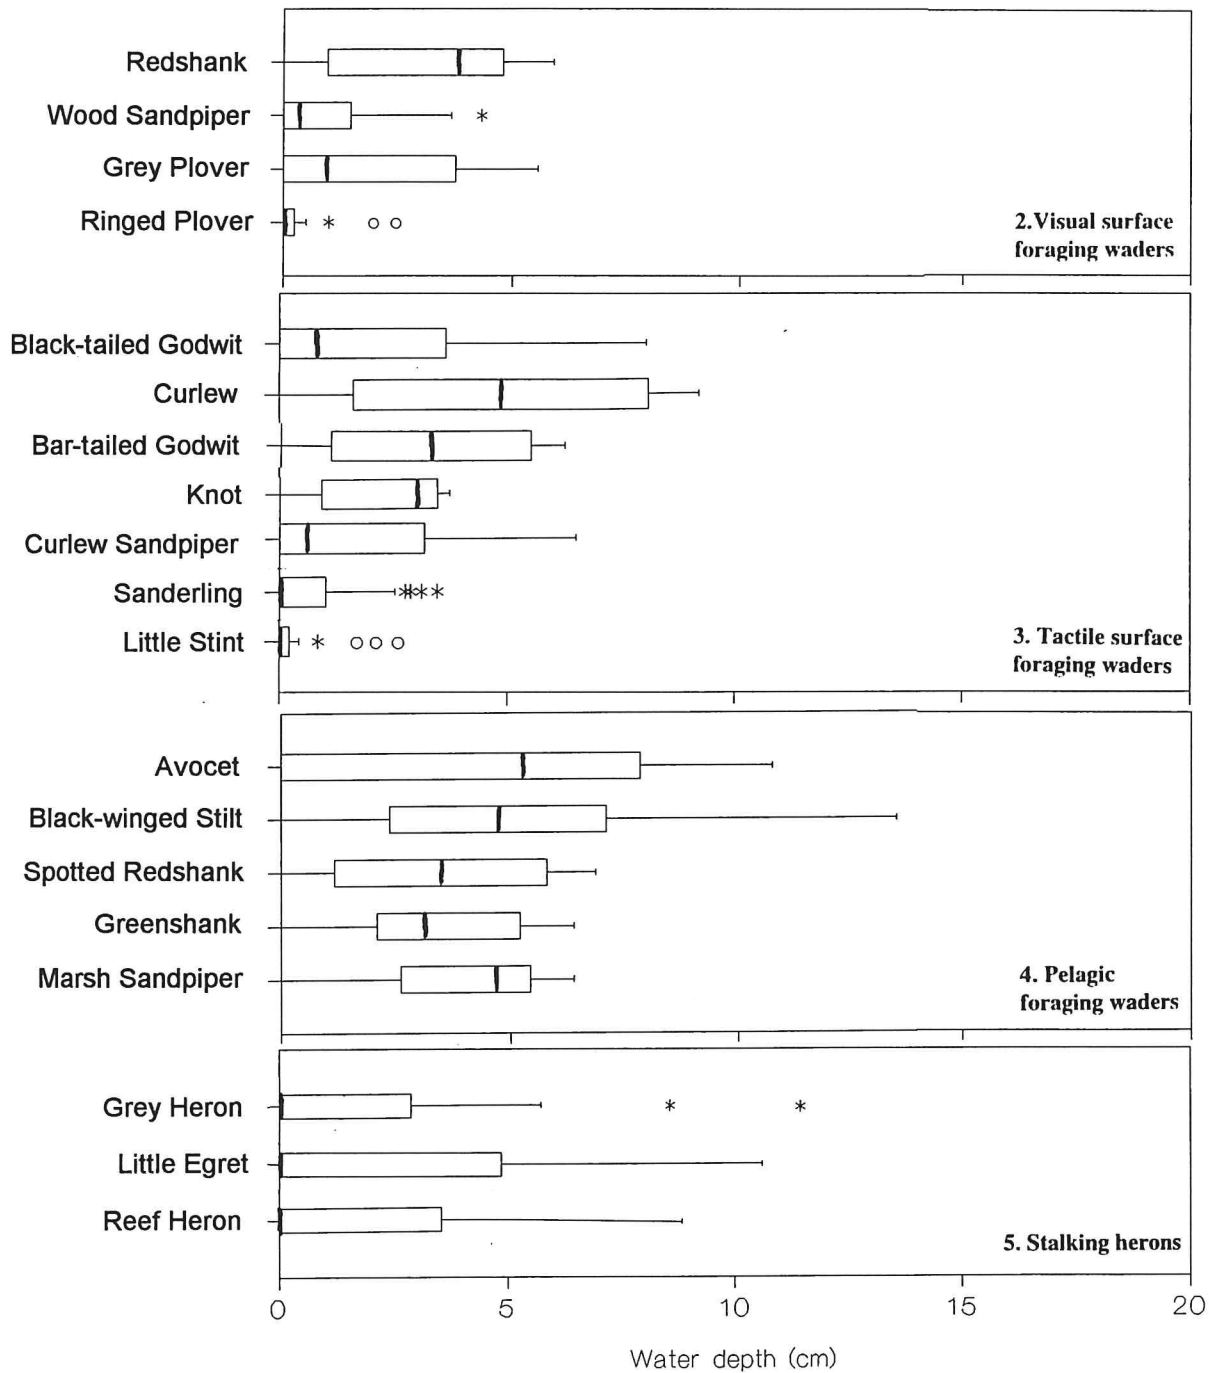 Redshank
Wood Sandpiper
Grey Plover
Ringed Plover
2.Visual surface
foraging waders
Black-tailed Godwit
Curlew
Bar-tailed Godwit
Knot
Curlew Sandpiper
Sanderling
Little Stint
3. Tactile surface
foraging waders
Avocet
Black-winged Stilt
Spotted Redshank
Greenshank
Marsh Sandpiper
4. Pelagic
foraging waders
Grey Heron
Little Egret
Reef Heron
5. Stalking herons
0 5 10 15 20
Water depth (cm)